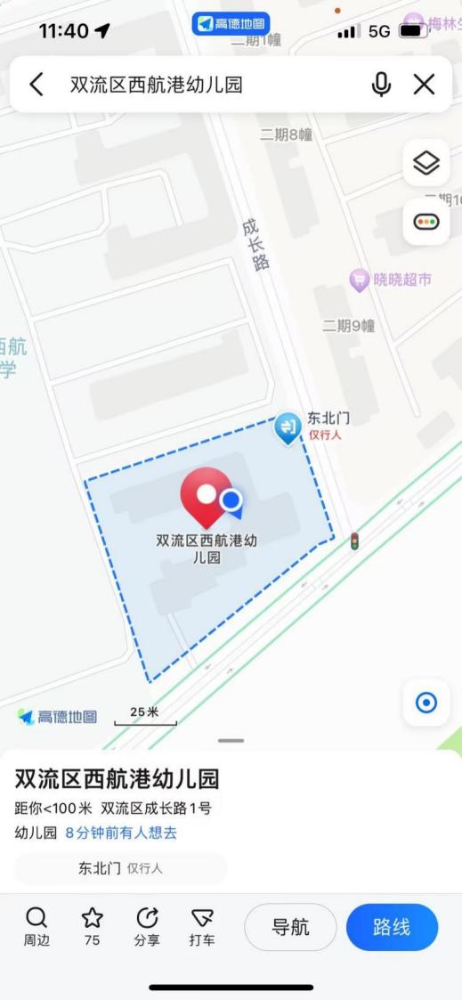 11:40
高德地图
5G
梅林生
二期1幢
双流区西航港幼儿园
二期8幢
二期10
成长路
晓晓超市
二期9幢
西航
学
东北门
仅行人
双流区西航港幼
儿园
高德地图
25米
双流区西航港幼儿园
距你<100米 双流区成长路1号
幼儿园 8分钟前有人想去
东北门 仅行人
周边
75
分享
打车
导航
路线